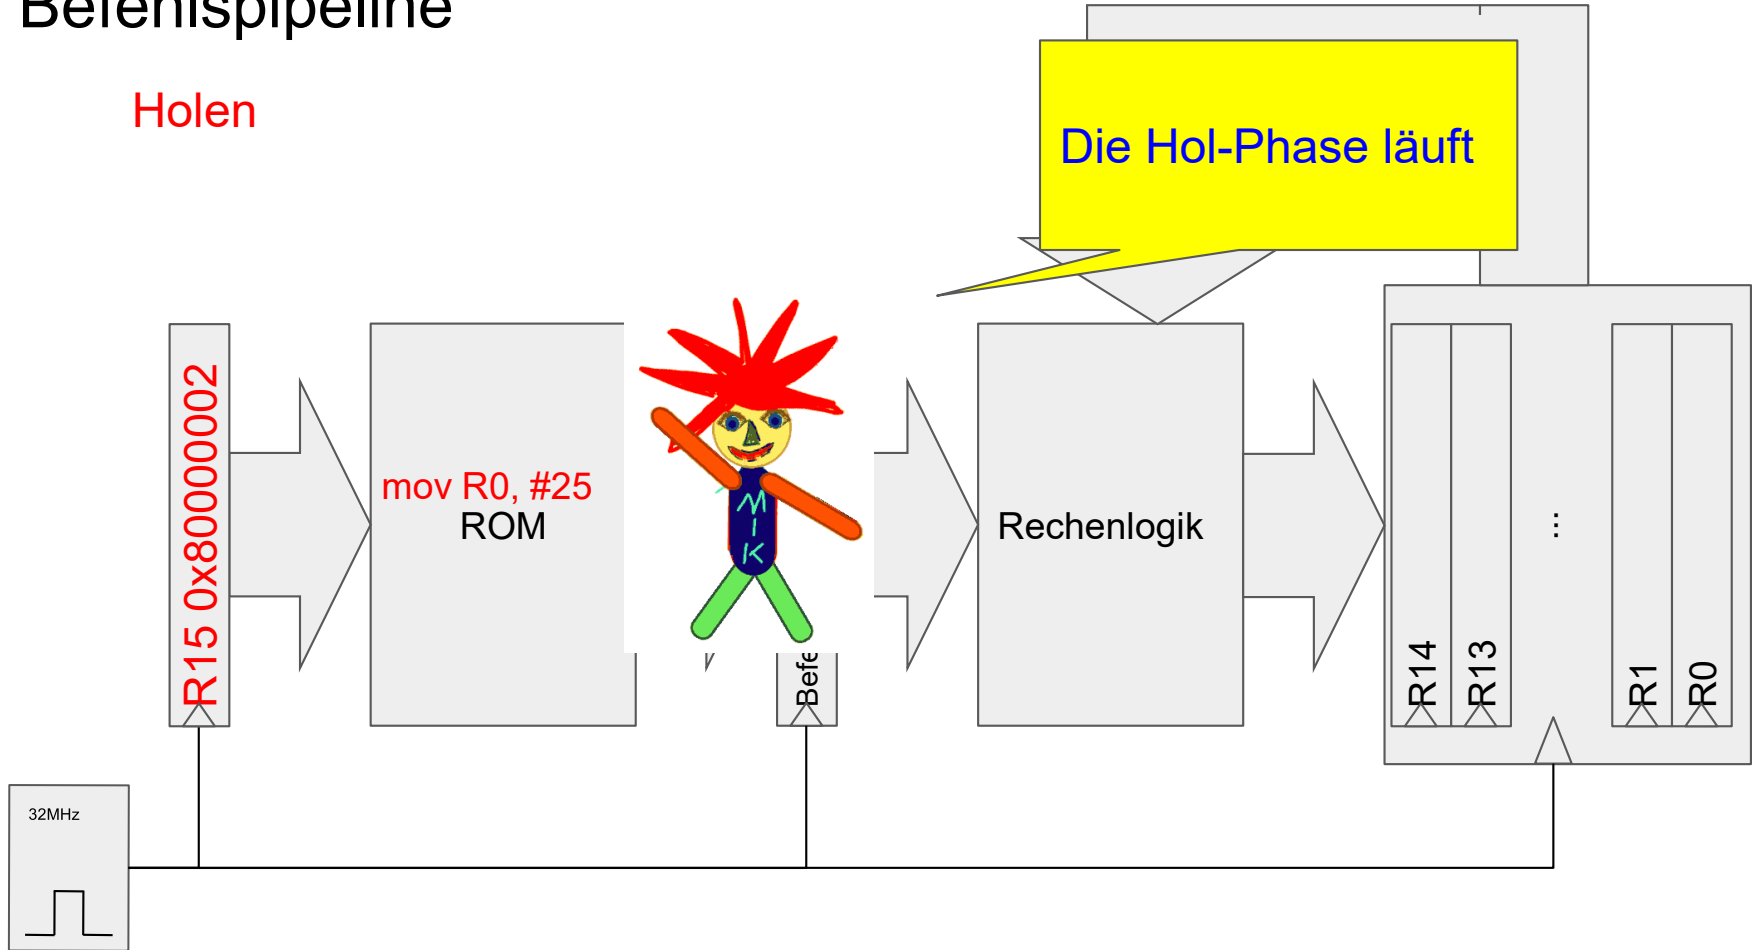 Befehlspipeline
Holen
Die Hol-Phase läuft
R15 0x80000002
mov R0, #25
ROM
MIK
Befe
Rechenlogik
R14
R13
...
R1
R0
32MHz